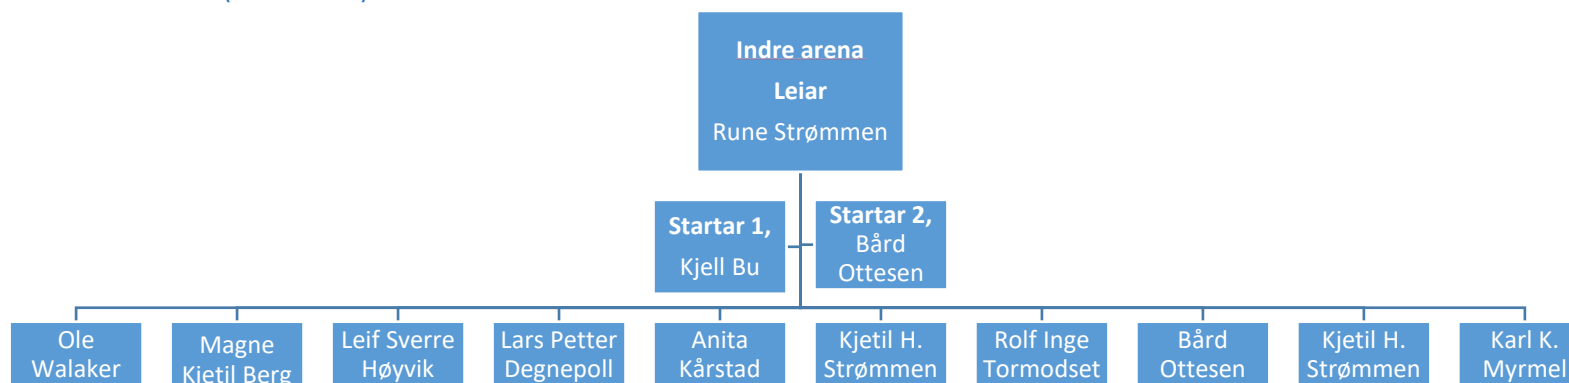 Indre arena
Leiar
Rune Strømmen
Startar 1,
Kjell Bu
Startar 2,
Bård
Ottesen
Ole
Walaker
Magne
Kjetil Berg
Leif Sverre
Høyvik
Lars Petter
Degnepoll
Anita
Kårstad
Kjetil H.
Strømmen
Rolf Inge
Tormodset
Bård
Ottesen
Kjetil H.
Strømmen
Karl K.
Myrmel